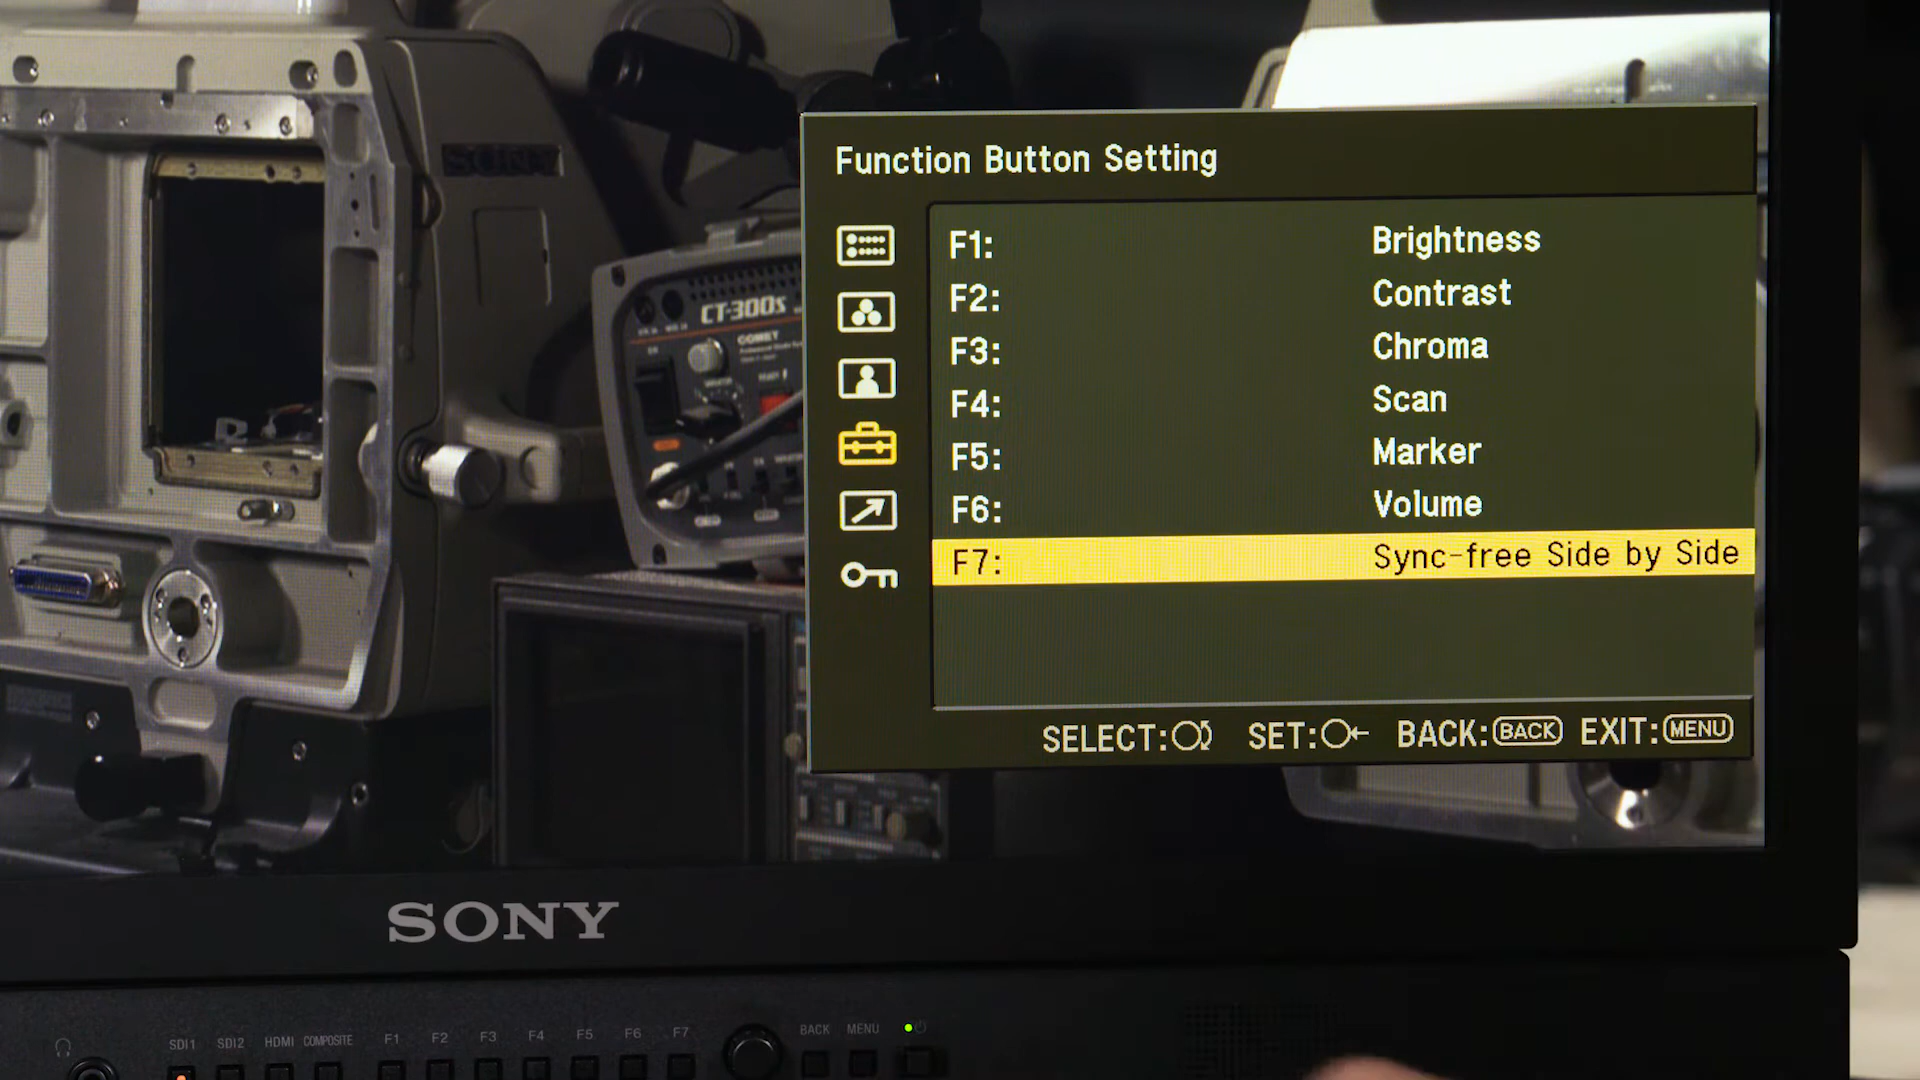 SONY
CT-300s
COMET
Function Button Setting
F1: Brightness
F2: Contrast
F3: Chroma
F4: Scan
F5: Marker
F6: Volume
F7: Sync-free Side by Side
SELECT: SET: BACK:BACK EXIT:MENU
SONY
SDI1 SDI2 HDMI COMPOSITE F1 F2 F3 F4 F5 F6 F7 BACK MENU